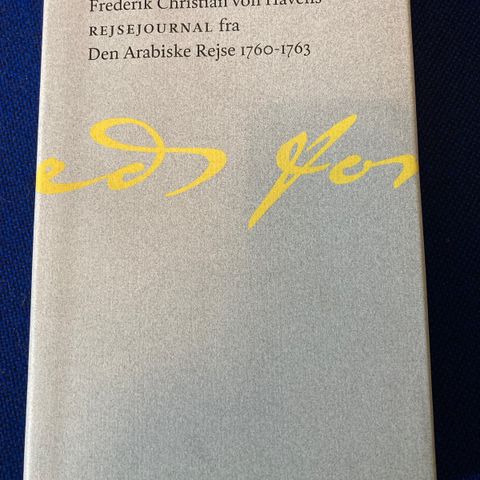 Frederik Christian von Havens
REJSEJOURNAL fra
Den Arabiske Rejse 1760-1763